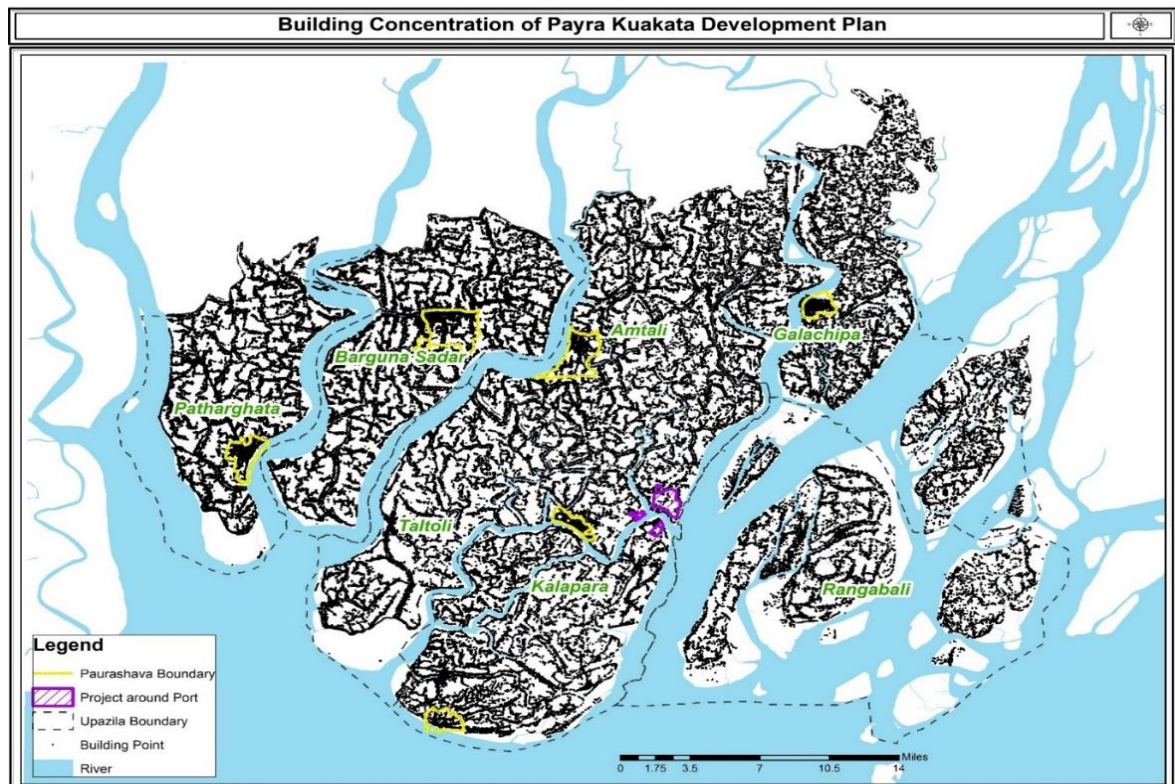 Building Concentration of Payra Kuakata Development Plan
Amtali
Galachipa
Barguna Sadar
Patharghata
Taltoli
Kalapara
Rangabali
Legend
Paurashava Boundary
Project around Port
Upazila Boundary
Building Point
River
Miles
0 1.75 3.5 7 10.5 14